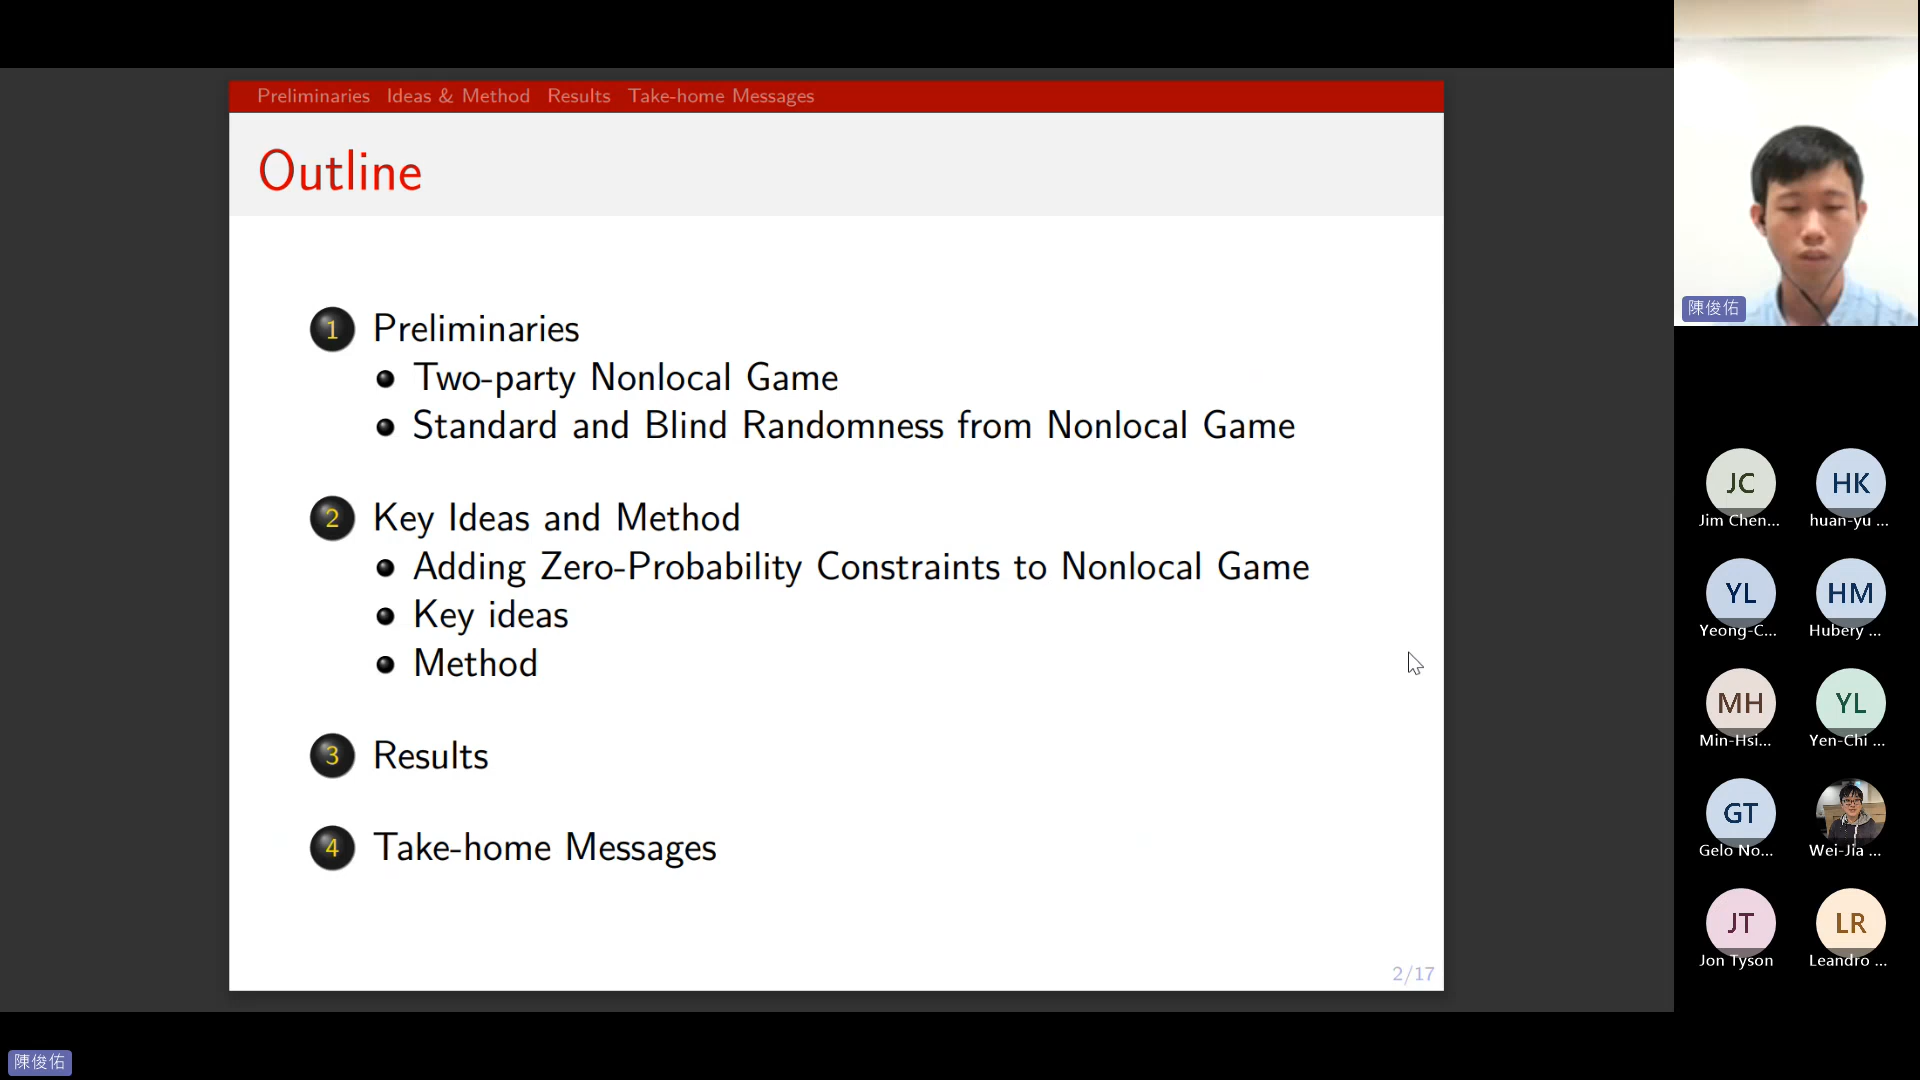 Preliminaries Ideas & Method Results Take-home Messages
Outline
1 Preliminaries
Two-party Nonlocal Game
Standard and Blind Randomness from Nonlocal Game
2 Key Ideas and Method
Adding Zero-Probability Constraints to Nonlocal Game
Key ideas
Method
3 Results
4 Take-home Messages
2/17
陳俊佑
JC
Jim Chen...
HK
huan-yu ...
YL
Yeong-C...
HM
Hubery ...
MH
Min-Hsi...
YL
Yen-Chi ...
GT
Gelo No...
Wei-Jia ...
JT
Jon Tyson
LR
Leandro ...
陳俊佑